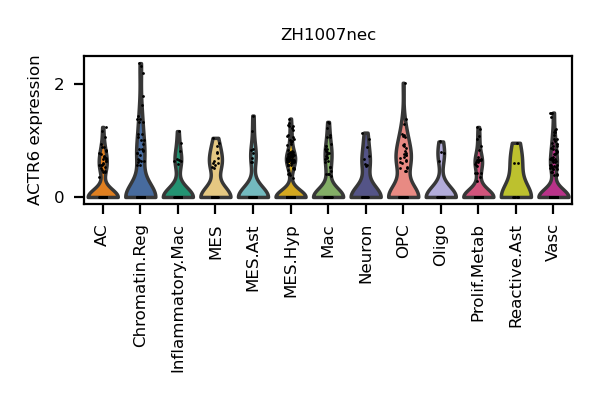 ZH1007nec
ACTR6 expression
2
0
AC
Chromatin.Reg
Inflammatory.Mac
MES
MES.Ast
MES.Hyp
Mac
Neuron
OPC
Oligo
Prolif.Metab
Reactive.Ast
Vasc